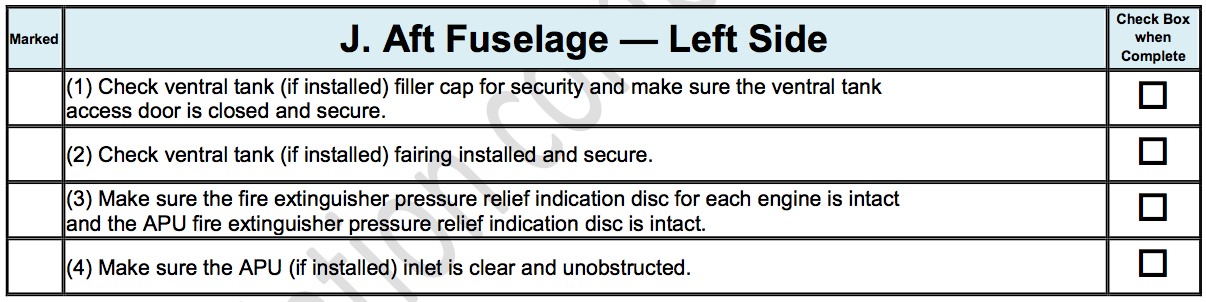 Marked
J. Aft Fuselage — Left Side
Check Box
when
Complete
(1) Check ventral tank (if installed) filler cap for security and make sure the ventral tank
access door is closed and secure.
(2) Check ventral tank (if installed) fairing installed and secure.
(3) Make sure the fire extinguisher pressure relief indication disc for each engine is intact
and the APU fire extinguisher pressure relief indication disc is intact.
(4) Make sure the APU (if installed) inlet is clear and unobstructed.